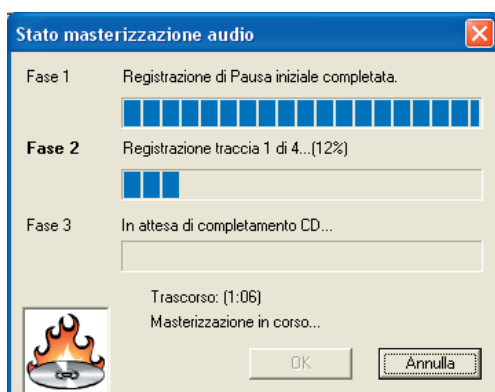 Stato masterizzazione audio
Fase 1 Registrazione di Pausa iniziale completata.
Fase 2 Registrazione traccia 1 di 4...(12%)
Fase 3 In attesa di completamento CD...
Trascorso: (1:06)
Masterizzazione in corso...
OK Annulla